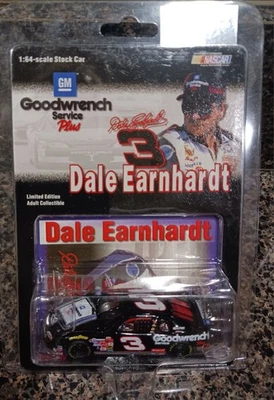 1:64-scale Stock Car
NASCAR
GM
Goodwrench
Service
Plus
3
Dale Earnhardt
Limited Edition
Adult Collectible
Dale Earnhardt
3
Goodwrench
3